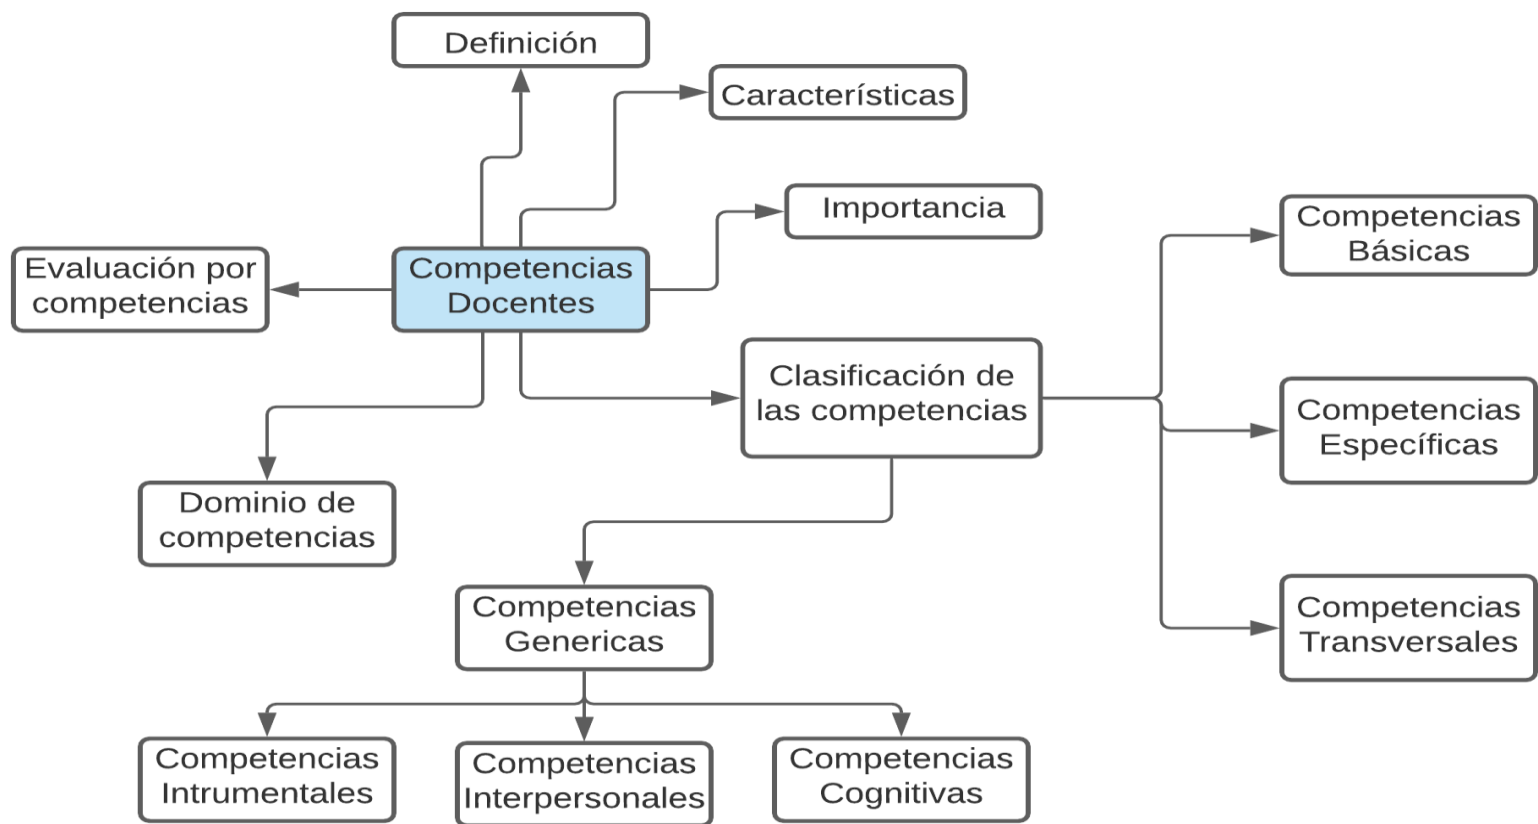 Definición
Características
Importancia
Competencias
Básicas
Evaluación por
competencias
Competencias
Docentes
Clasificación de
las competencias
Competencias
Específicas
Dominio de
competencias
Competencias
Genericas
Competencias
Transversales
Competencias
Intrumentales
Competencias
Interpersonales
Competencias
Cognitivas